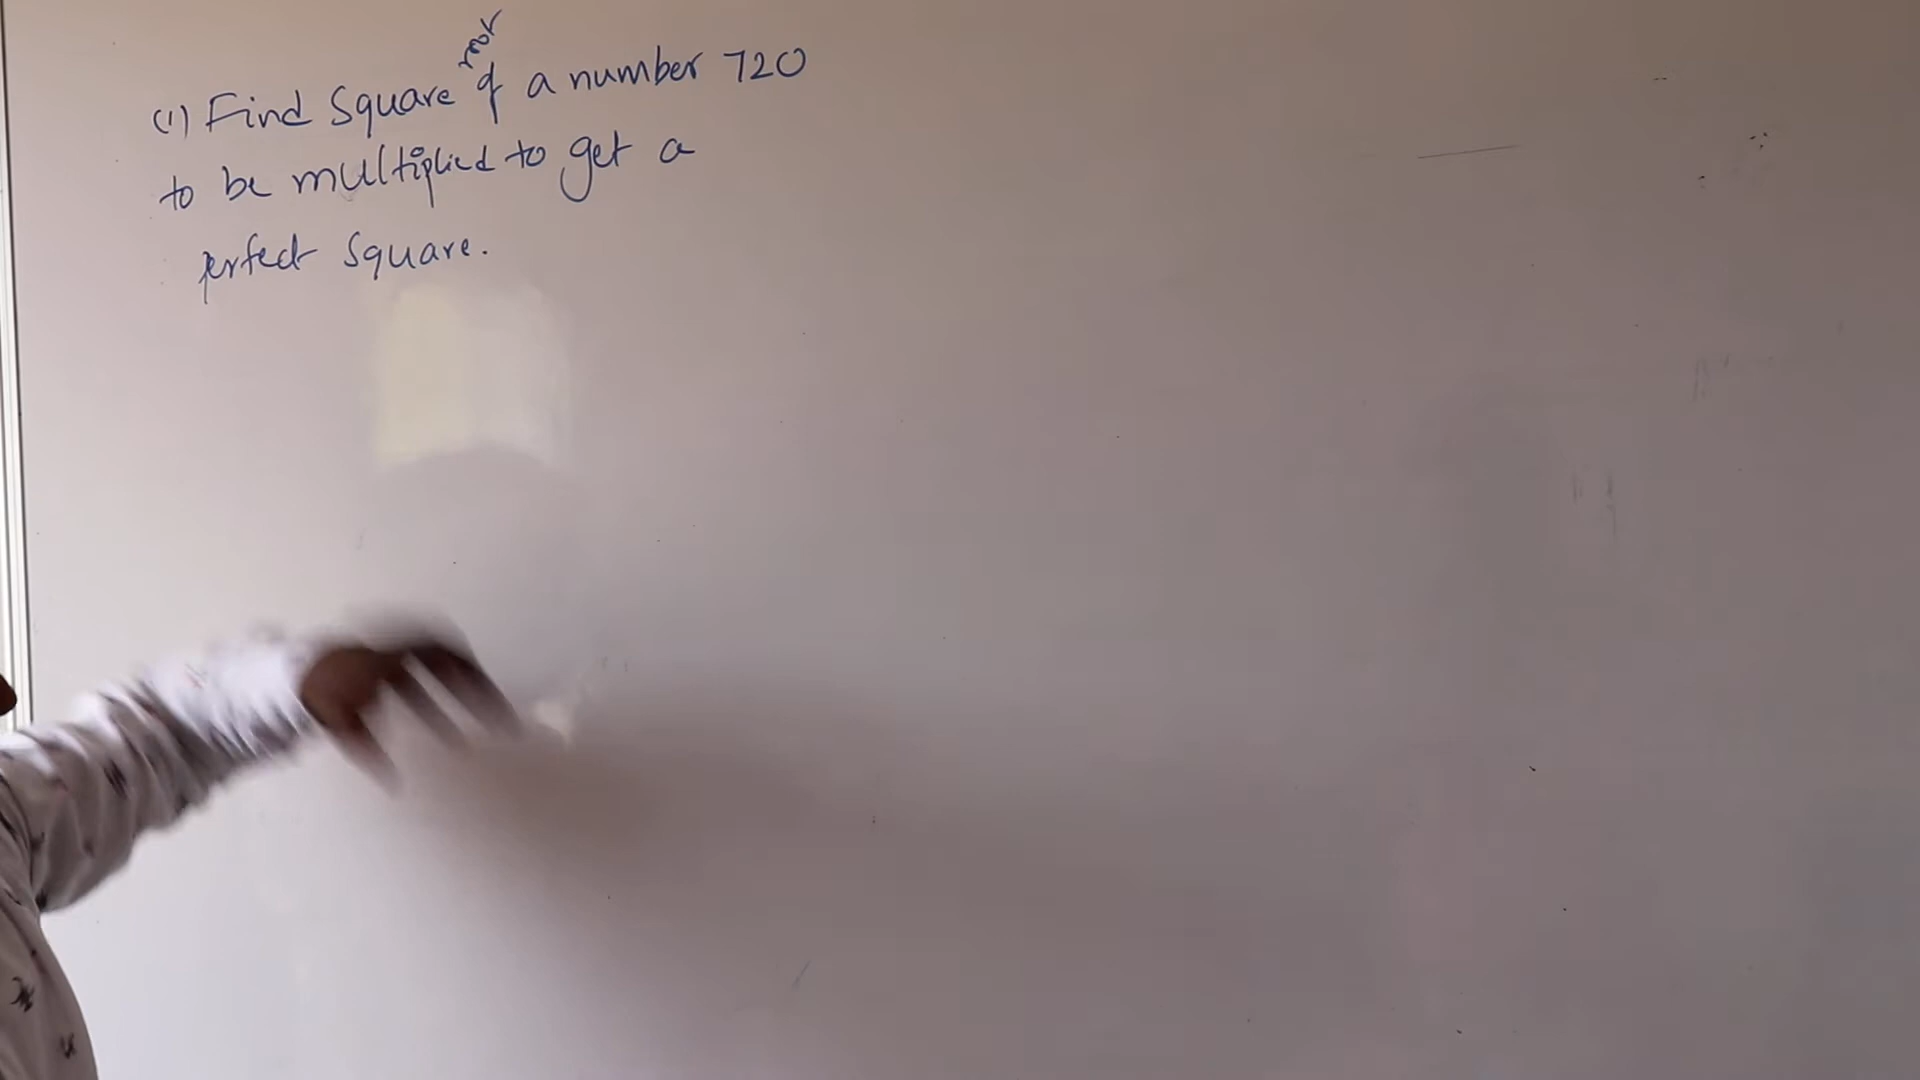 (1) Find Square root of a number 720
to be multiplied to get a
perfect square.